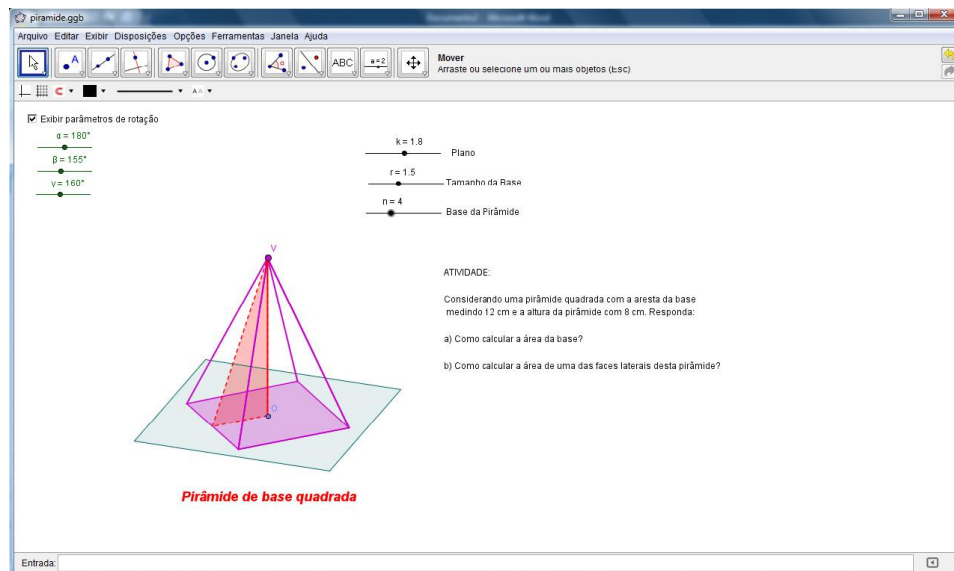 piramide.ggb
Arquivo Editar Exibir Disposições Opções Ferramentas Janela Ajuda
A
ABC
a=2
Mover
Arraste ou selecione um ou mais objetos (Esc)
AA
Exibir parâmetros de rotação
α = 180°
β = 155°
γ = 160°
k = 1.8
Plano
r = 1.5
Tamanho da Base
n = 4
Base da Pirâmide
V
O
ATIVIDADE:
Considerando uma pirâmide quadrada com a aresta da base
medindo 12 cm e a altura da pirâmide com 8 cm. Responda:
a) Como calcular a área da base?
b) Como calcular a área de uma das faces laterais desta pirâmide?
Pirâmide de base quadrada
Entrada: